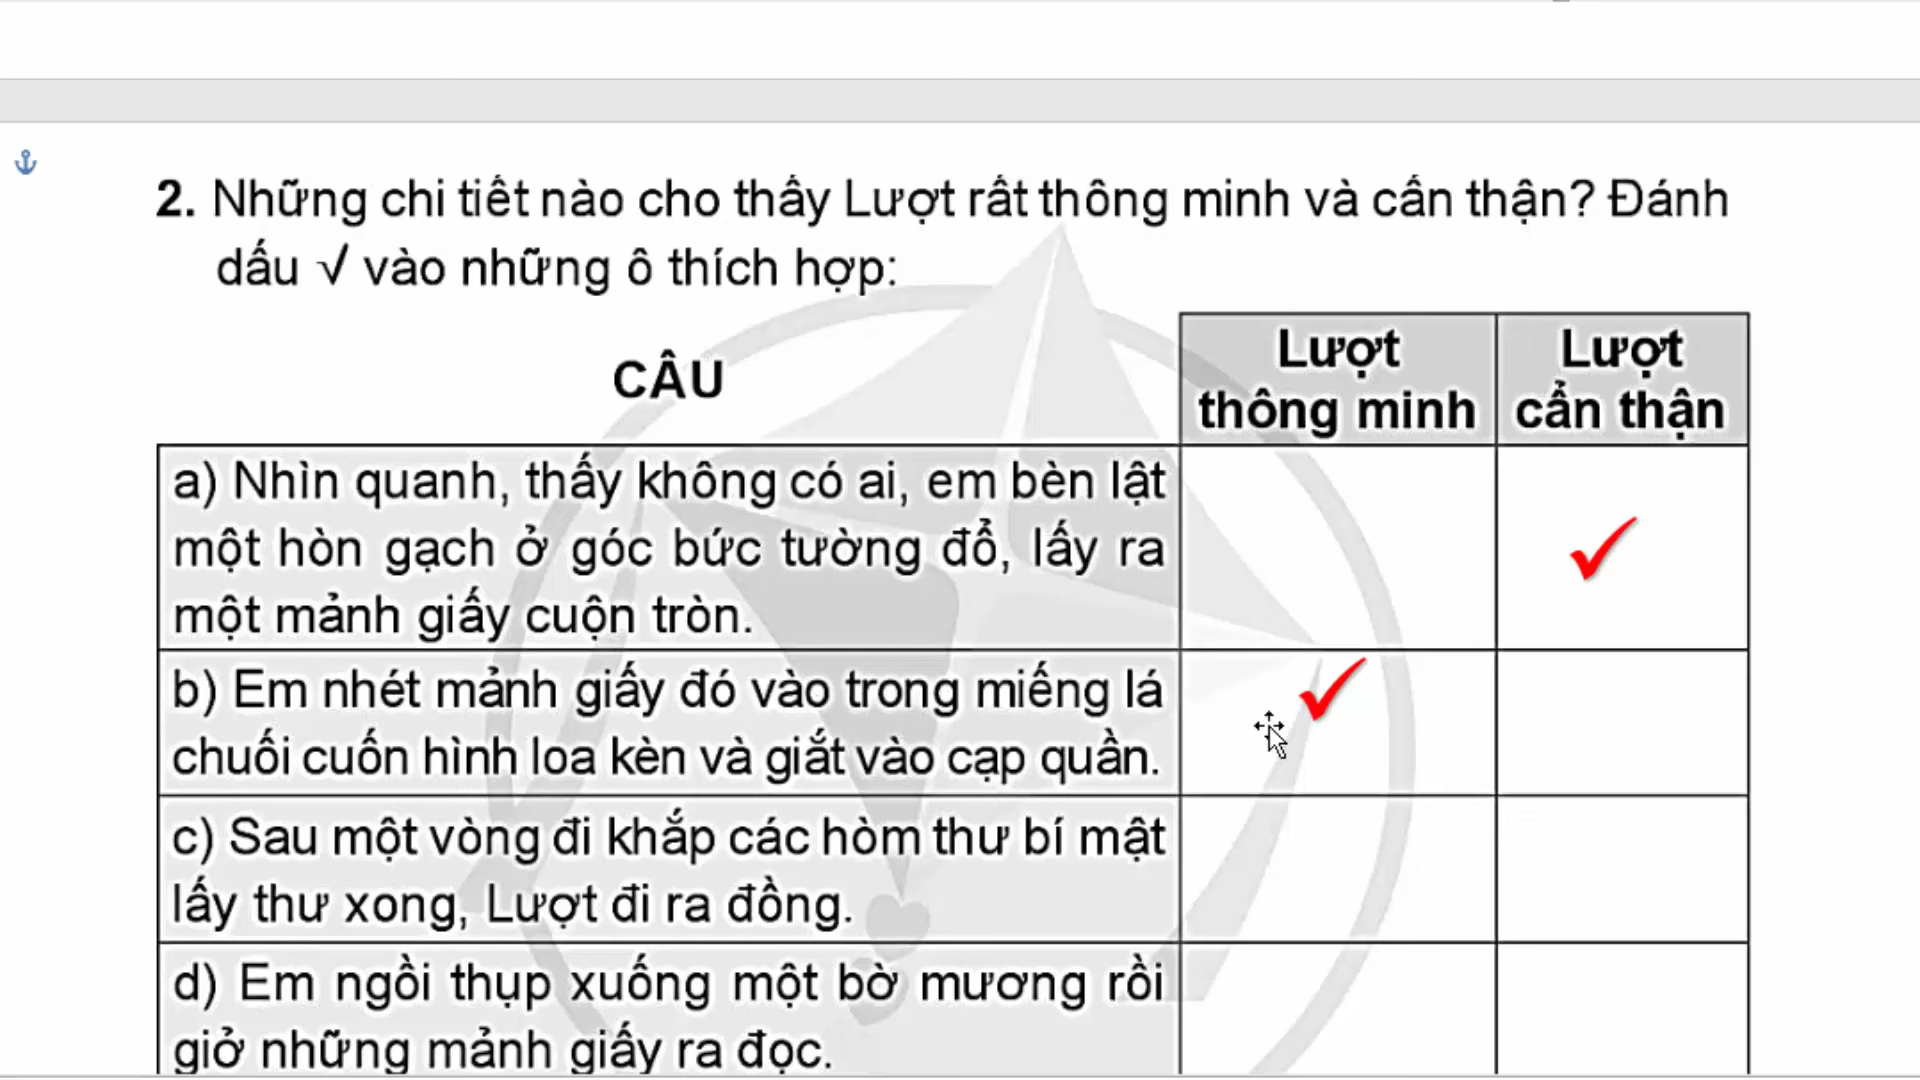 2. Những chi tiết nào cho thấy Lượt rất thông minh và cẩn thận? Đánh
dấu √ vào những ô thích hợp:
CÂU
Lượt
thông minh
Lượt
cẩn thận
a) Nhìn quanh, thấy không có ai, em bèn lật
một hòn gạch ở góc bức tường đổ, lấy ra
một mảnh giấy cuộn tròn.
b) Em nhét mảnh giấy đó vào trong miếng lá
chuối cuốn hình loa kèn và giắt vào cạp quần.
c) Sau một vòng đi khắp các hòm thư bí mật
lấy thư xong, Lượt đi ra đồng.
d) Em ngồi thụp xuống một bờ mương rồi
giở những mảnh giấy ra đọc.